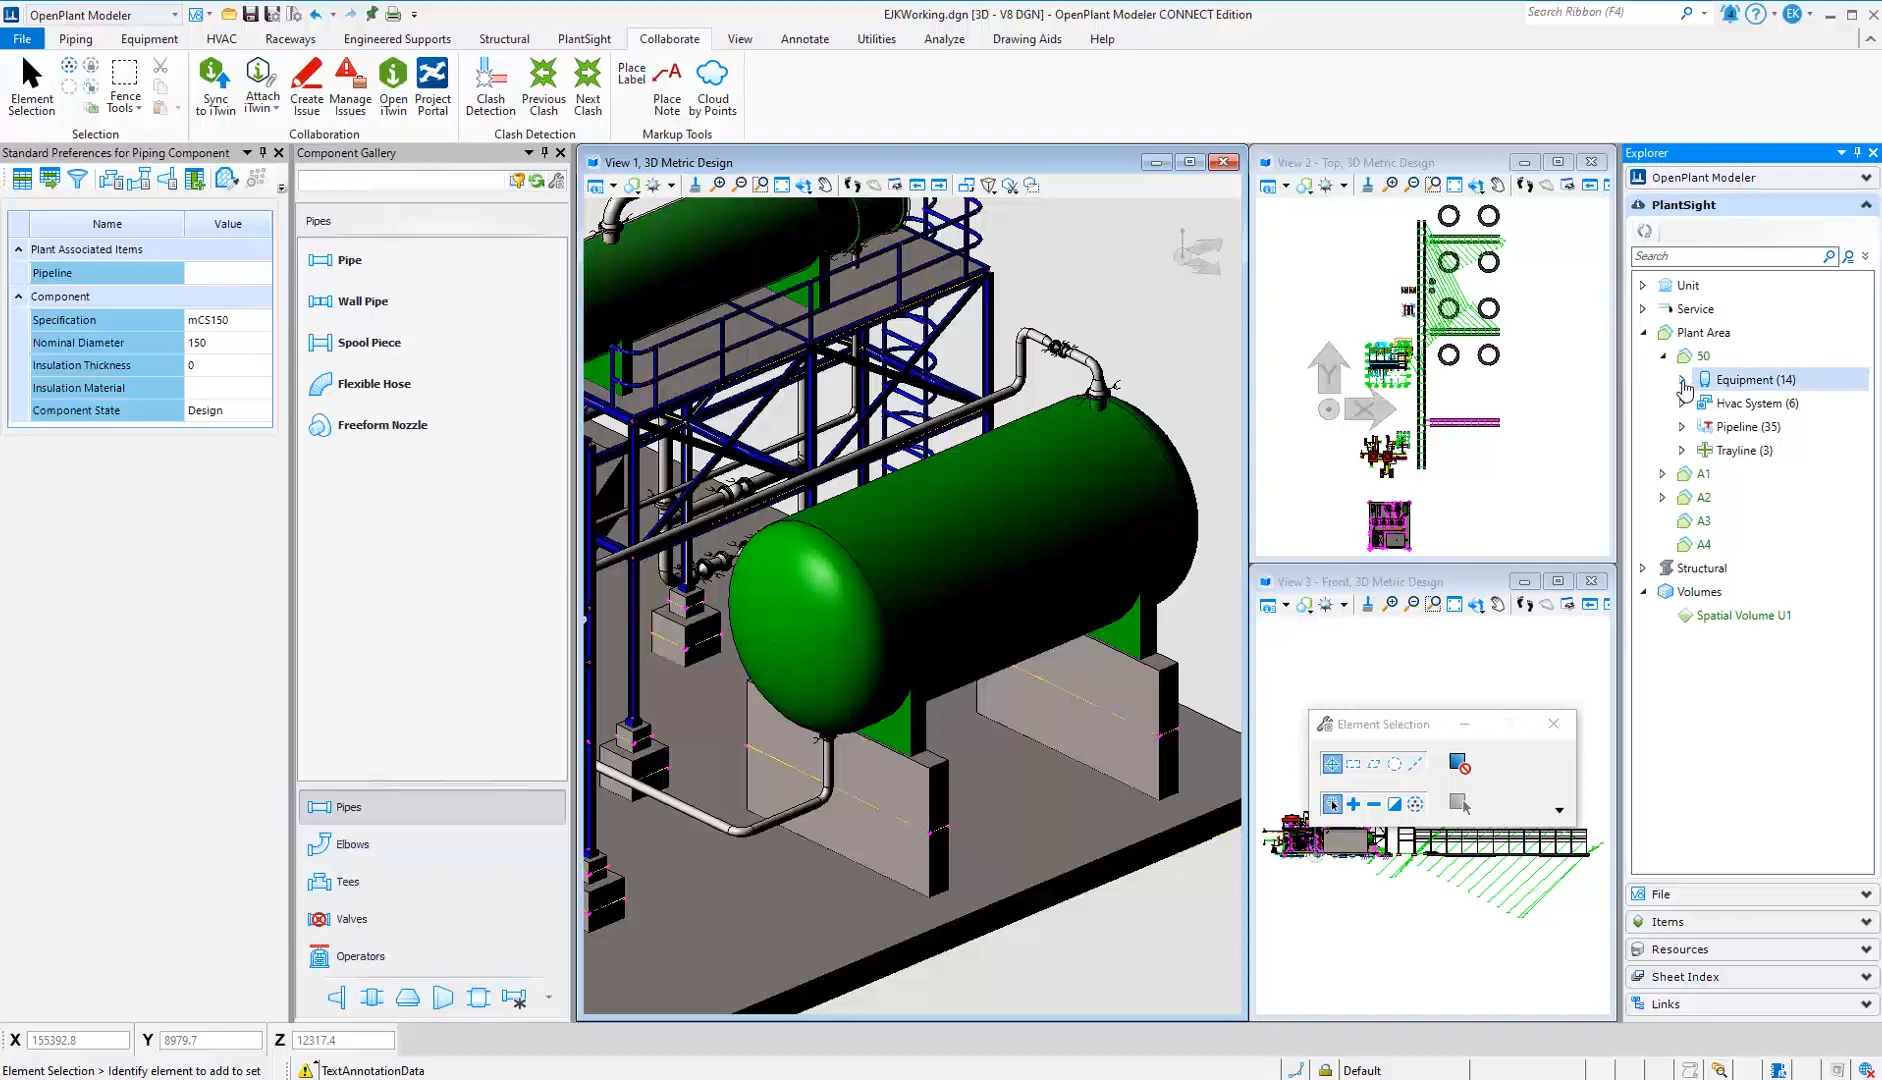 OpenPlant Modeler
EJKWorking.dgn [3D - V8 DGN] - OpenPlant Modeler CONNECT Edition
Search Ribbon (F4)
EK
File Piping Equipment HVAC Raceways Engineered Supports Structural PlantSight Collaborate View Annotate Utilities Analyze Drawing Aids Help
Element Selection
Fence Tools
Sync to iTwin
Attach iTwin
Create Issue
Manage Issues
Open iTwin
Project Portal
Clash Detection
Previous Clash
Next Clash
Place Label
Place Note
Cloud by Points
Selection
Collaboration
Clash Detection
Markup Tools
Standard Preferences for Piping Component
Name Value
Plant Associated Items
Pipeline
Component
Specification mCS150
Nominal Diameter 150
Insulation Thickness 0
Insulation Material
Component State Design
Component Gallery
Pipes
Pipe
Wall Pipe
Spool Piece
Flexible Hose
Freeform Nozzle
Pipes
Elbows
Tees
Valves
Operators
View 1, 3D Metric Design
View 2 - Top, 3D Metric Design
Y
X
View 3 - Front, 3D Metric Design
Element Selection
Explorer
OpenPlant Modeler
PlantSight
Search
Unit
Service
Plant Area
50
Equipment (14)
Hvac System (6)
Pipeline (35)
Trayline (3)
A1
A2
A3
A4
Structural
Volumes
Spatial Volume U1
File
Items
Resources
Sheet Index
Links
X 155392.8 Y 8979.7 Z 12317.4
Element Selection > Identify element to add to set
TextAnnotationData
Default